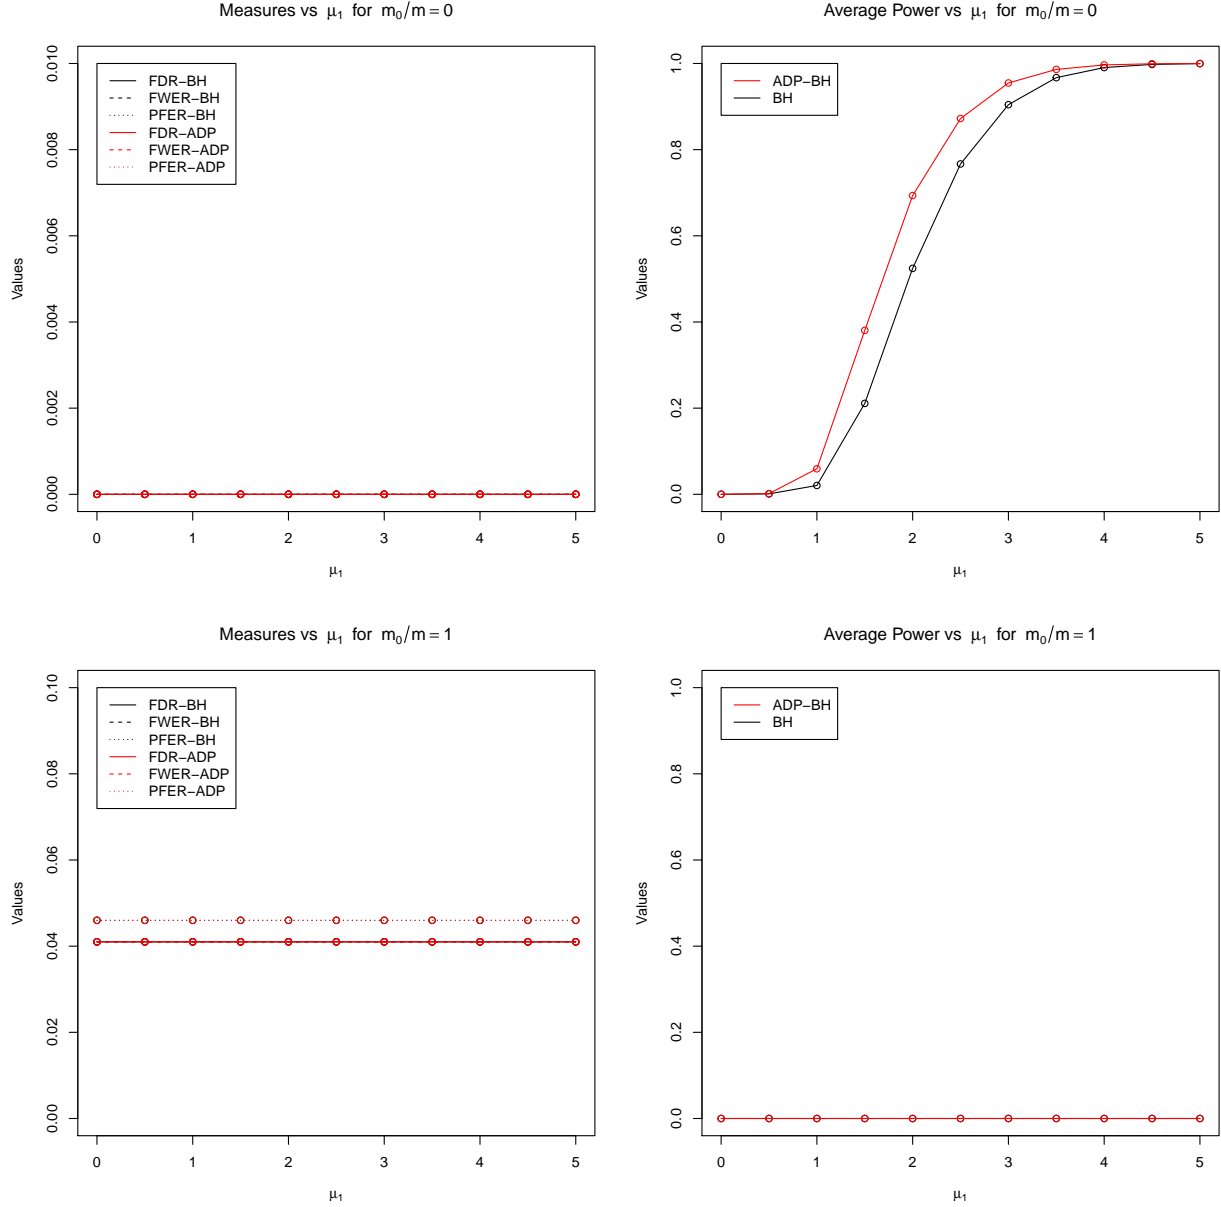 Measures vs μ₁ for m₀/m = 0
0.010
0.008
0.006
0.004
0.002
0.000
Values
FDR−BH
FWER−BH
PFER−BH
FDR−ADP
FWER−ADP
PFER−ADP
0 1 2 3 4 5
μ₁
Average Power vs μ₁ for m₀/m = 0
1.0
0.8
0.6
0.4
0.2
0.0
Values
ADP−BH
BH
0 1 2 3 4 5
μ₁
Measures vs μ₁ for m₀/m = 1
0.10
0.08
0.06
0.04
0.02
0.00
Values
FDR−BH
FWER−BH
PFER−BH
FDR−ADP
FWER−ADP
PFER−ADP
0 1 2 3 4 5
μ₁
Average Power vs μ₁ for m₀/m = 1
1.0
0.8
0.6
0.4
0.2
0.0
Values
ADP−BH
BH
0 1 2 3 4 5
μ₁